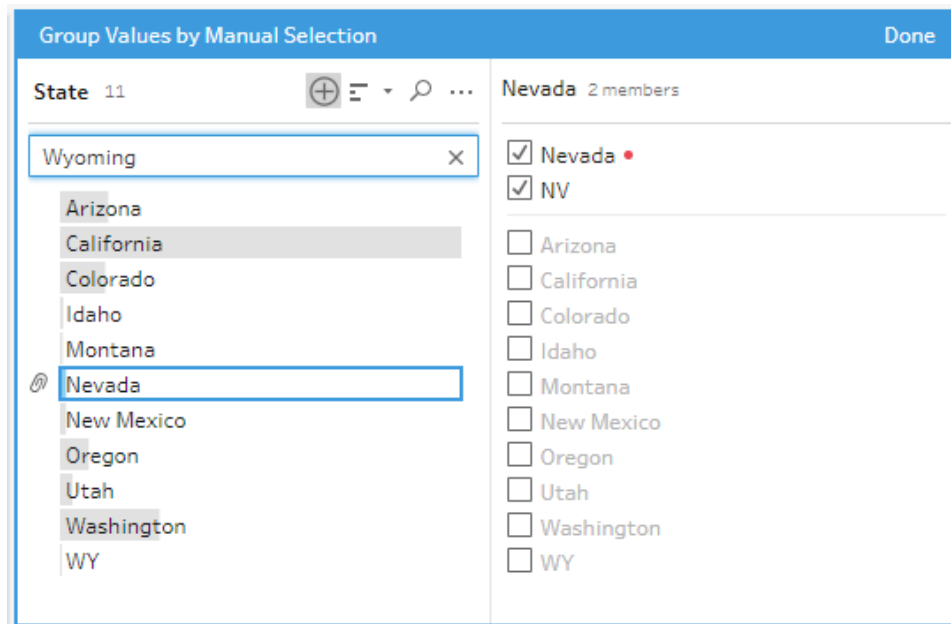 Group Values by Manual Selection
Done
State 11
Wyoming
Arizona
California
Colorado
Idaho
Montana
Nevada
New Mexico
Oregon
Utah
Washington
WY
Nevada 2 members
Nevada
NV
Arizona
California
Colorado
Idaho
Montana
New Mexico
Oregon
Utah
Washington
WY